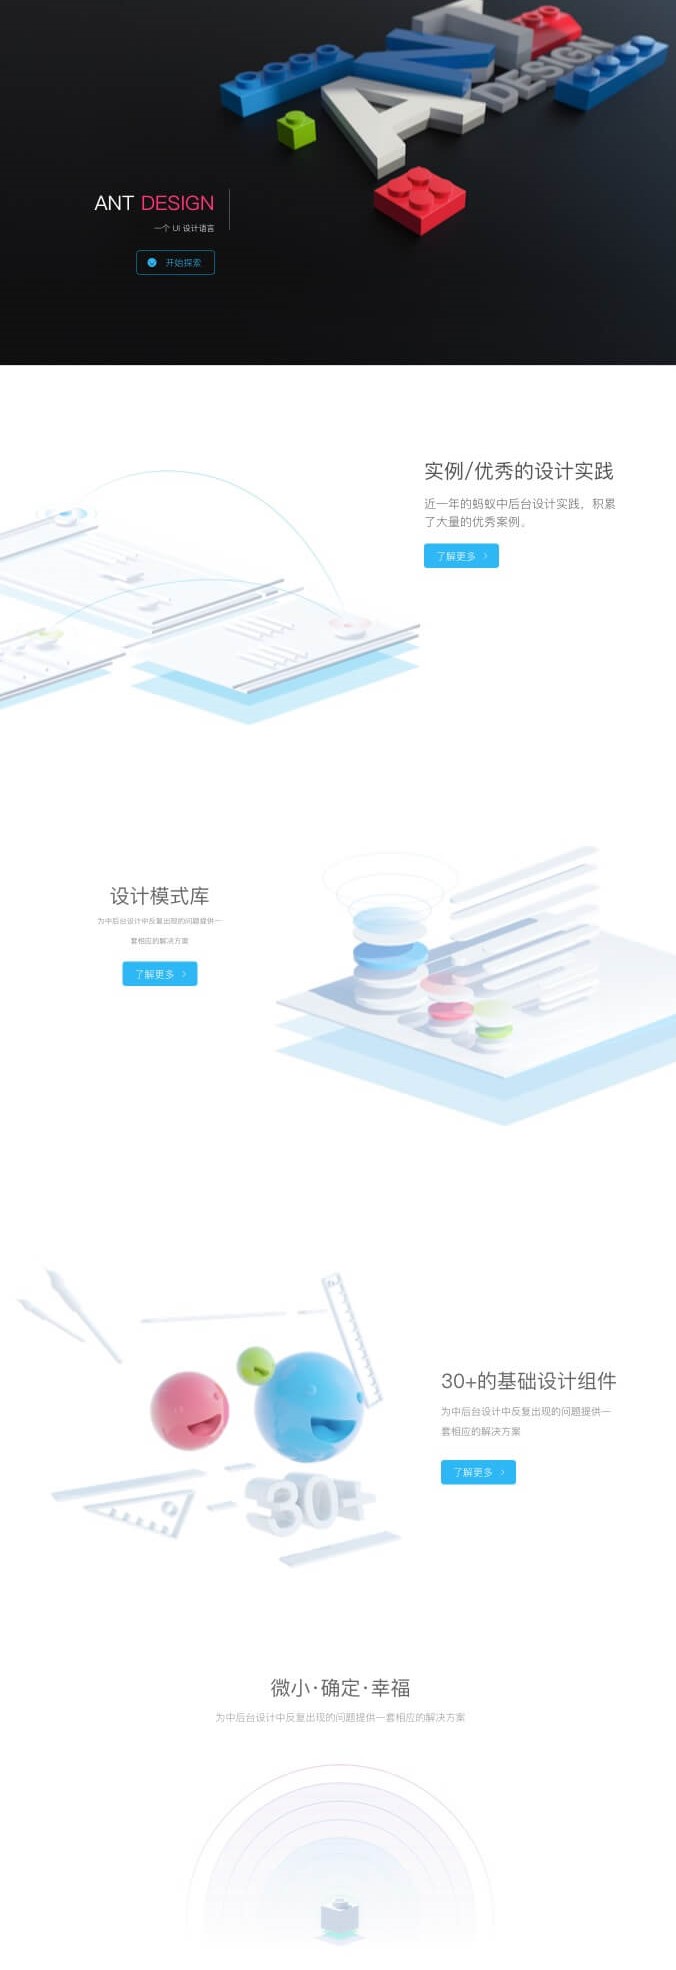 ANT
DESIGN
ANT DESIGN
一个 UI 设计语言
开始探索
实例/优秀的设计实践
近一年的蚂蚁中后台设计实践，积累
了大量的优秀案例。
了解更多
设计模式库
为中后台设计中反复出现的问题提供一
套相应的解决方案
了解更多
30+的基础设计组件
为中后台设计中反复出现的问题提供一
套相应的解决方案
了解更多
30+
微小·确定·幸福
为中后台设计中反复出现的问题提供一套相应的解决方案